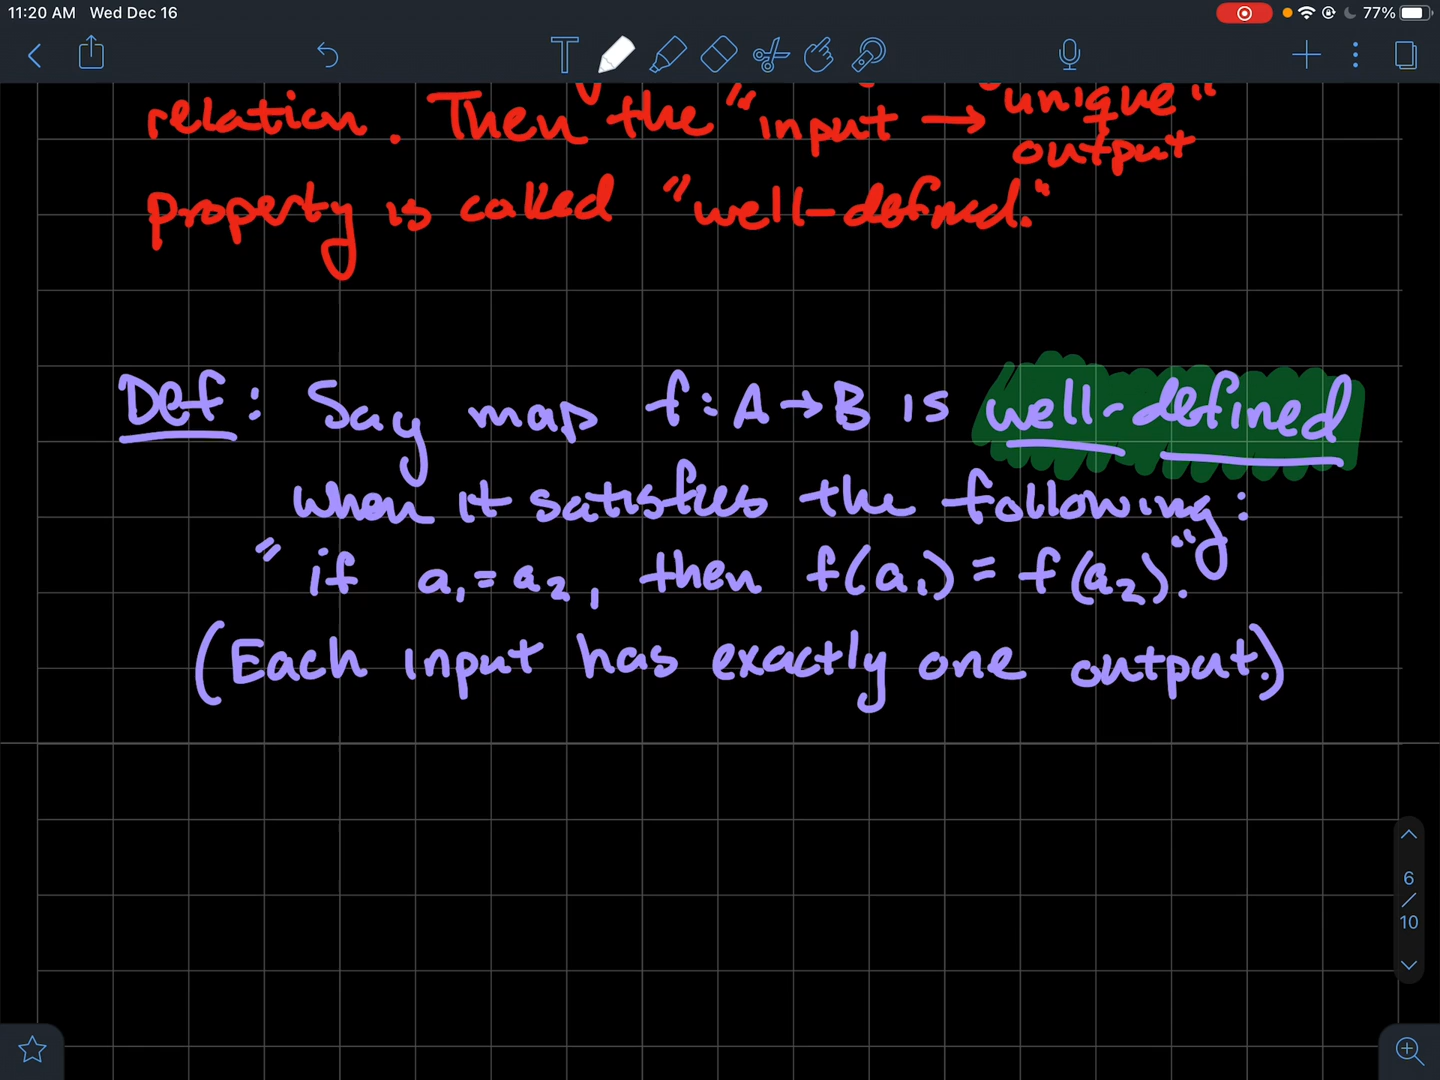 11:20 AM Wed Dec 16 77%
T
relation. Then the "input → "unique"
output
property is called "well-defined."
Def: Say map f: A→B is well-defined
when it satisfies the following:
"if a₁=a₂, then f(a₁) = f(a₂)."
(Each input has exactly one output.)
6
/
10